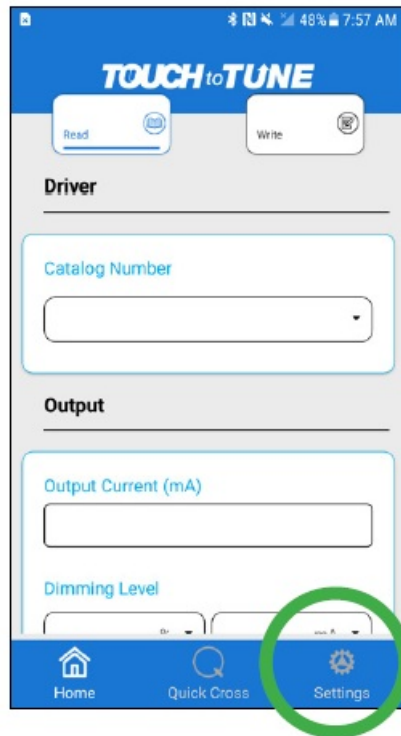 48% 7:57 AM
TOUCH to TUNE
Read
Write
Driver
Catalog Number
Output
Output Current (mA)
Dimming Level
Home
Quick Cross
Settings